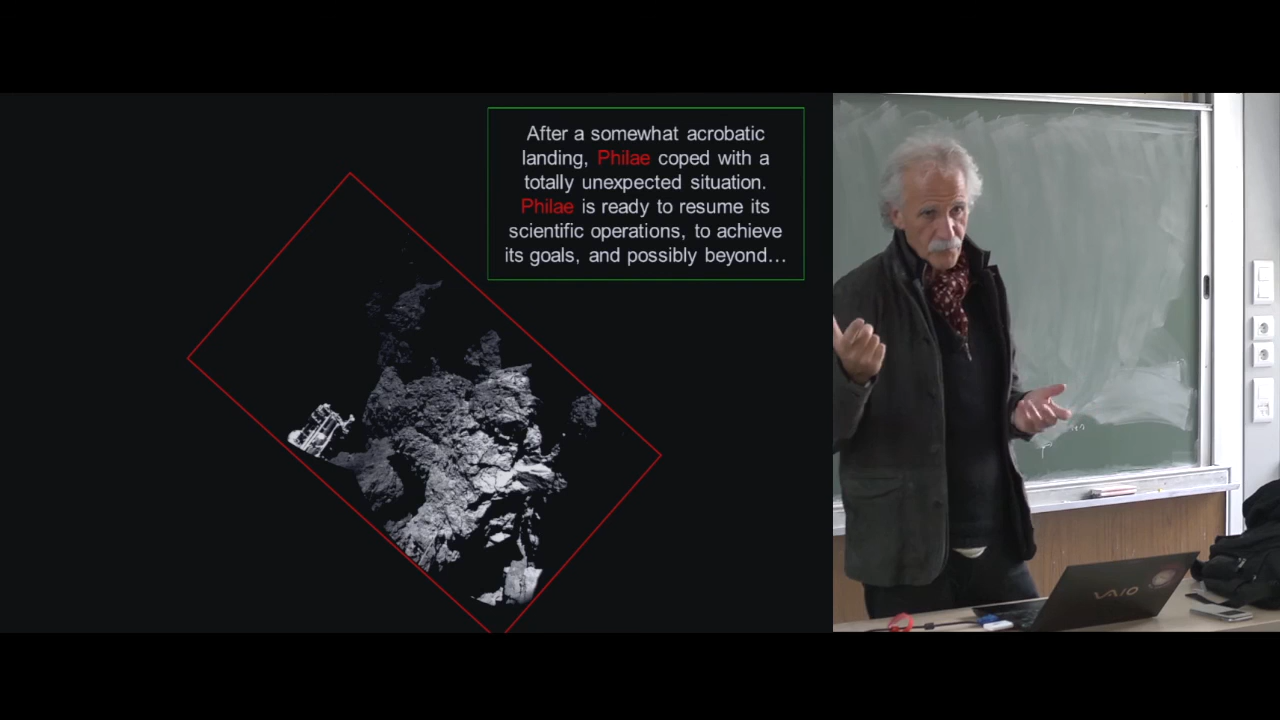 After a somewhat acrobatic
landing, Philae coped with a
totally unexpected situation.
Philae is ready to resume its
scientific operations, to achieve
its goals, and possibly beyond…
VAIO